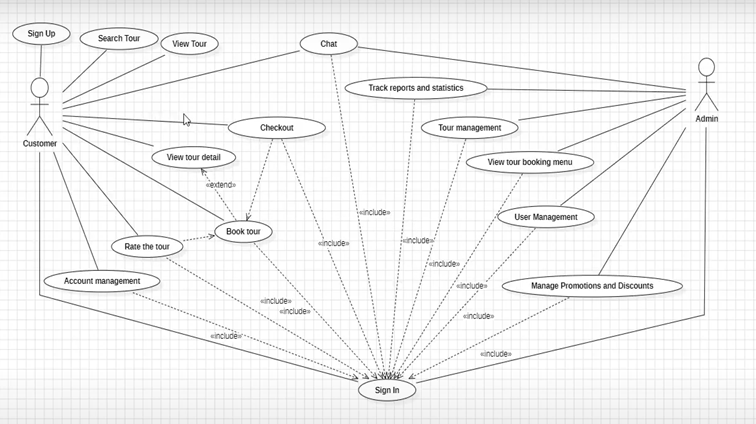 Sign Up
Search Tour
View Tour
Chat
Track reports and statistics
Checkout
Tour management
Admin
Customer
View tour detail
View tour booking menu
«extend»
«include»
User Management
Book tour
Rate the tour
«include»
«include»
«include»
Account management
«include»
Manage Promotions and Discounts
«include»
«include»
«include»
«include»
«include»
Sign In